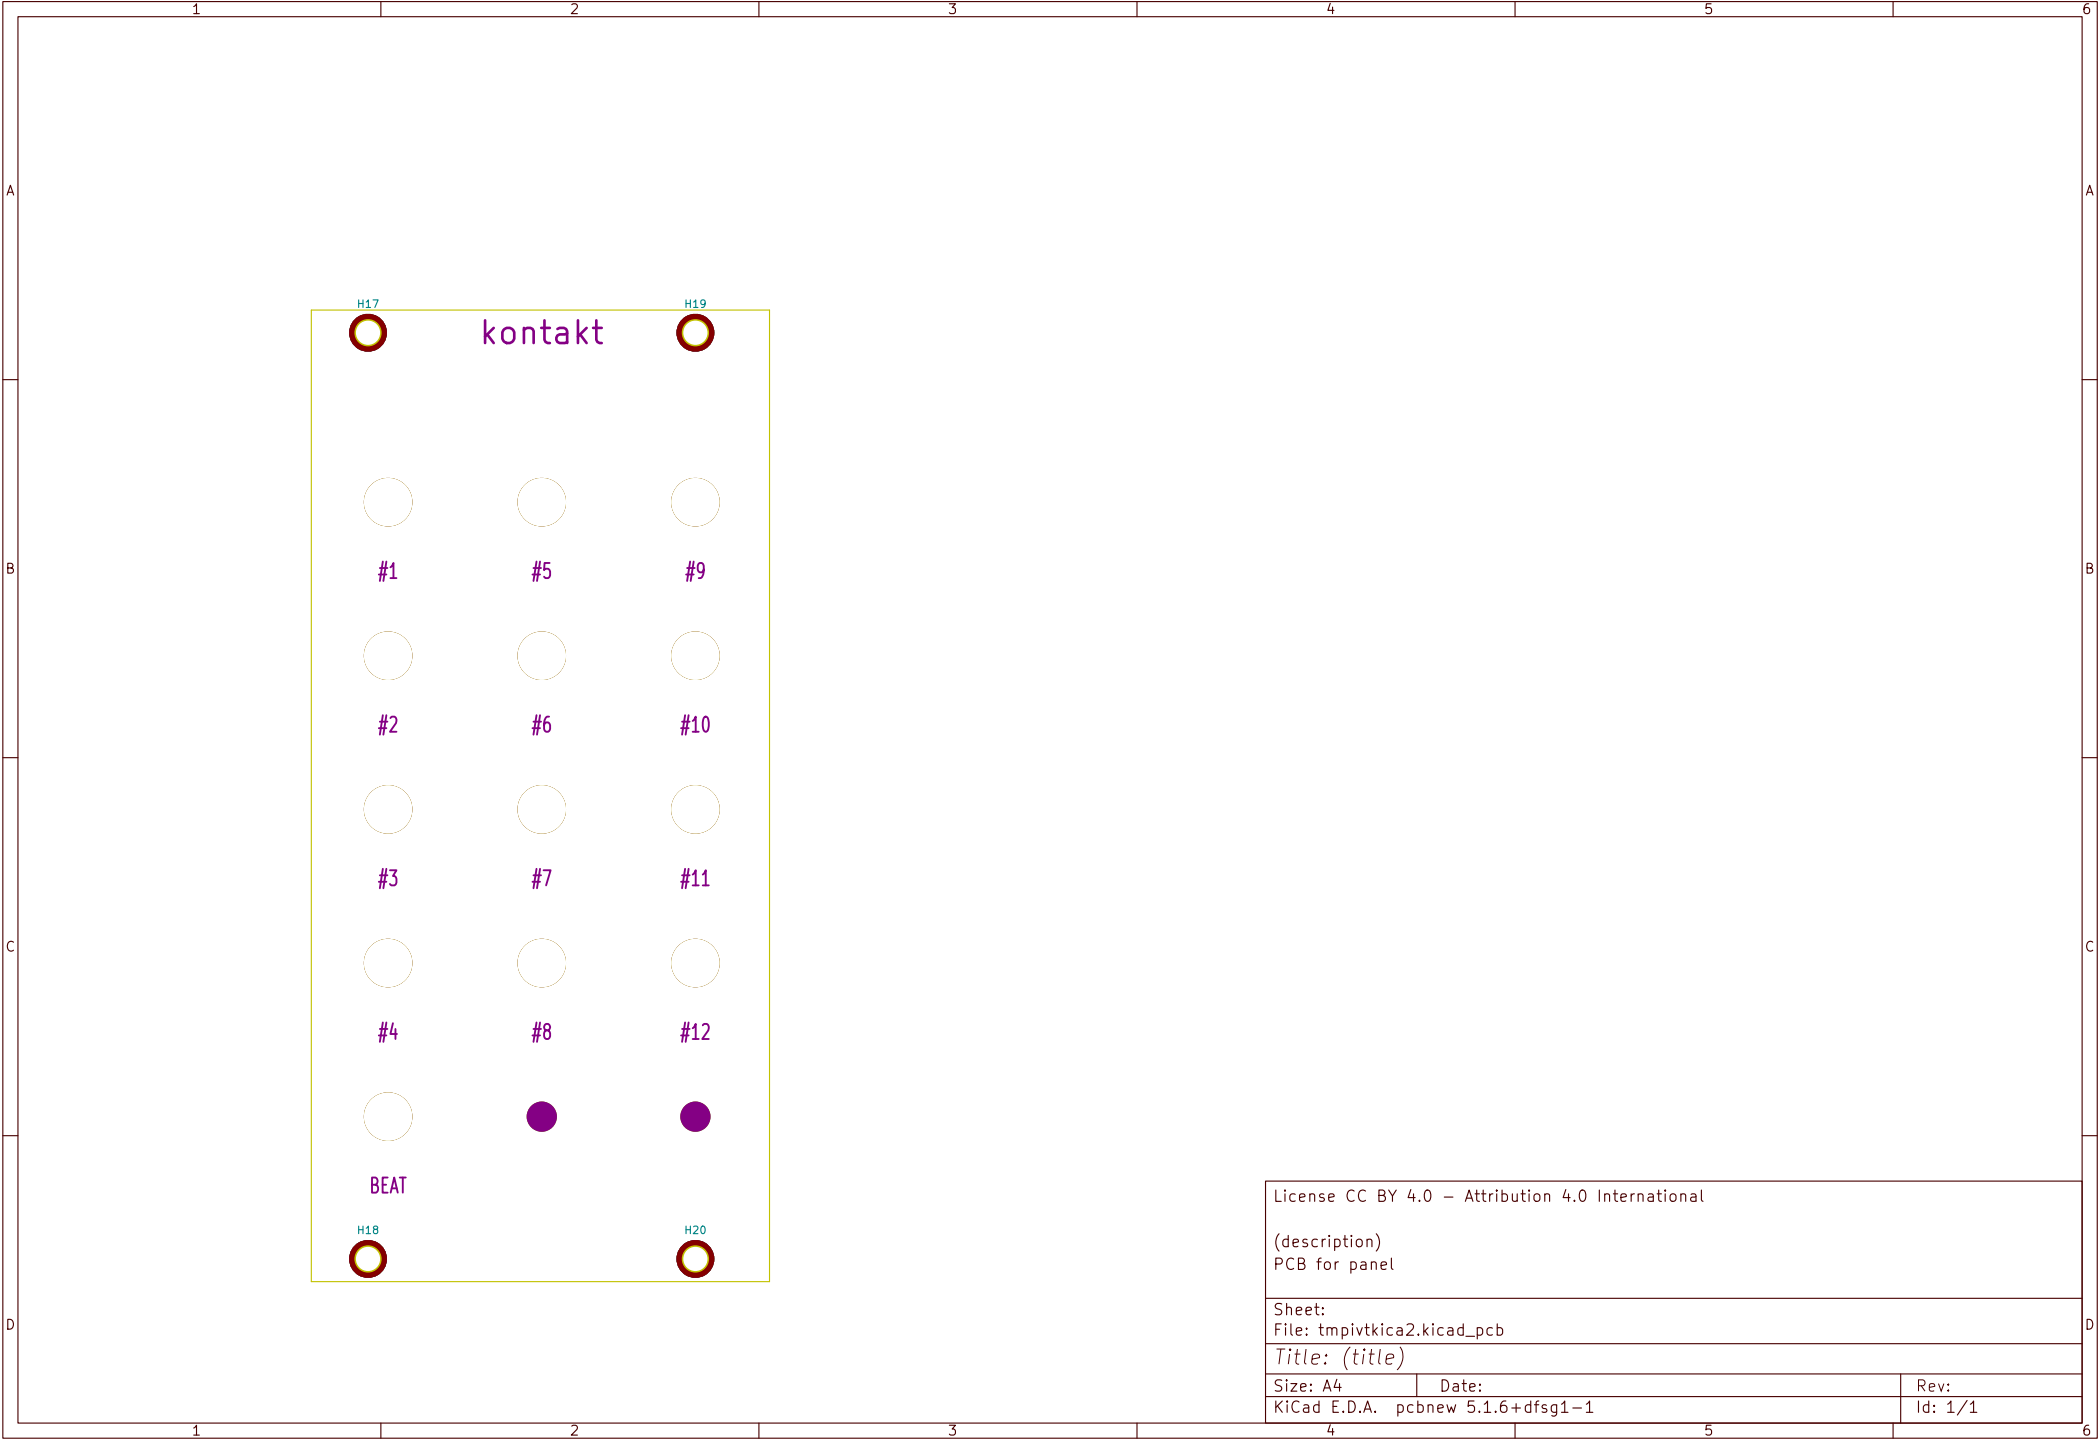 1 2 3 4 5 6
A A
H17 H19
kontakt
#1 #5 #9
B B
#2 #6 #10
#3 #7 #11
C C
#4 #8 #12
BEAT
H18 H20
License CC BY 4.0 - Attribution 4.0 International
(description)
PCB for panel
Sheet:
File: tmpivtkica2.kicad_pcb
D D
Title: (title)
Size: A4 Date: Rev:
KiCad E.D.A. pcbnew 5.1.6+dfsg1-1 Id: 1/1
1 2 3 4 5 6